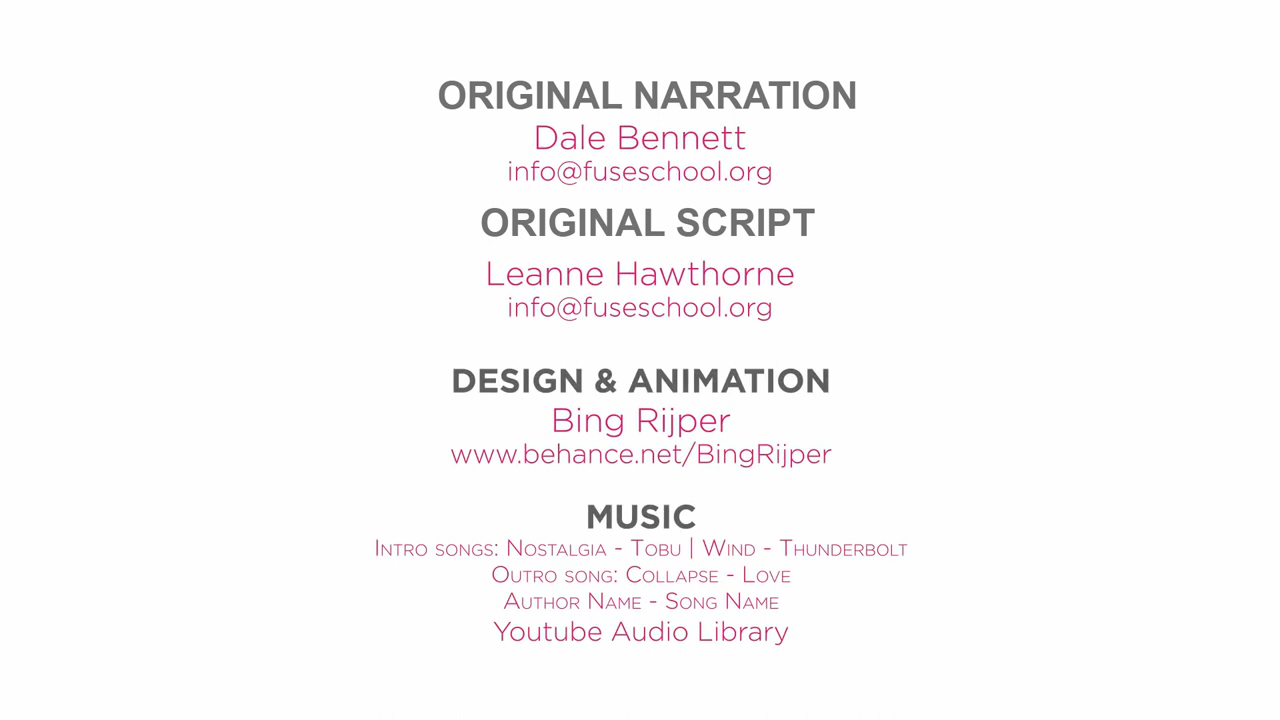 ORIGINAL NARRATION
Dale Bennett
info@fuseschool.org
ORIGINAL SCRIPT
Leanne Hawthorne
info@fuseschool.org
DESIGN & ANIMATION
Bing Rijper
www.behance.net/BingRijper
MUSIC
Intro songs: Nostalgia - Tobu | Wind - Thunderbolt
Outro song: Collapse - Love
Author Name - Song Name
Youtube Audio Library